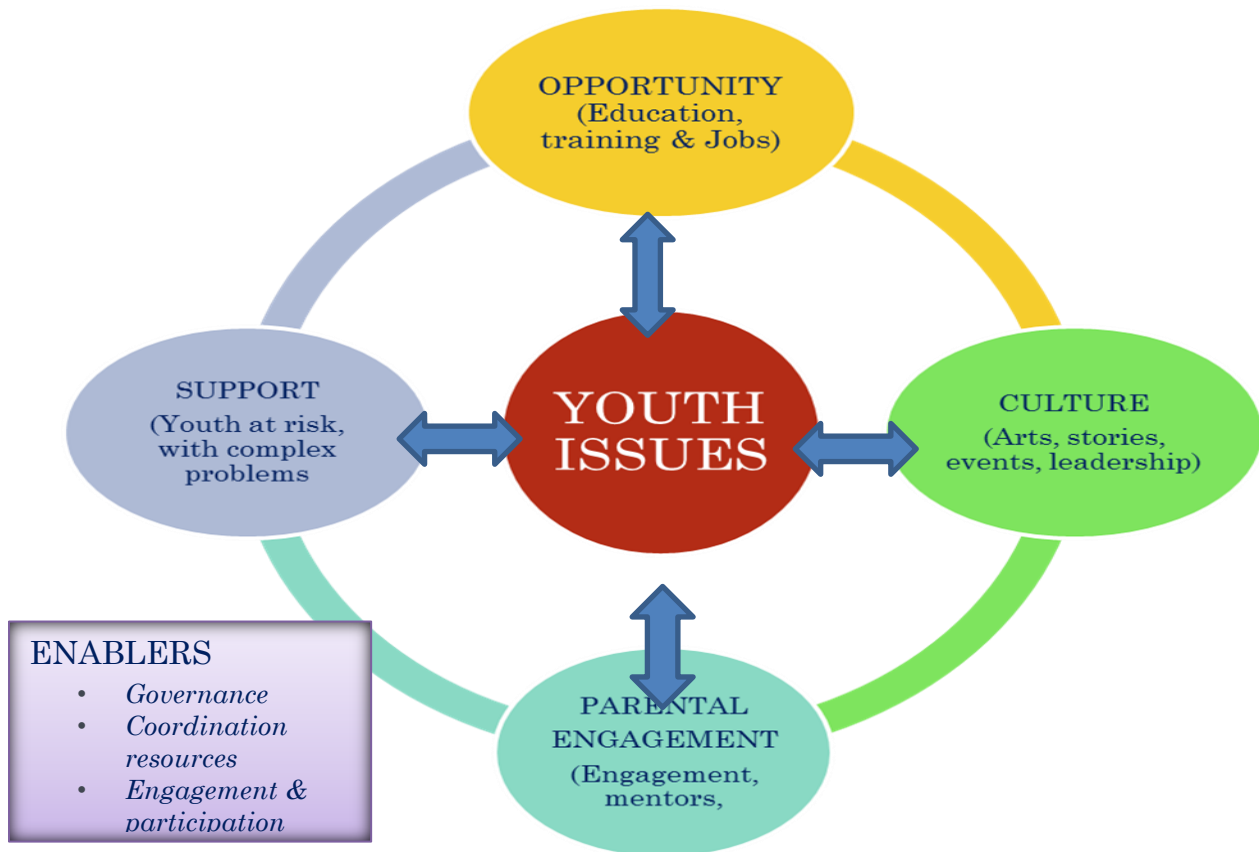 OPPORTUNITY
(Education,
training & Jobs)
SUPPORT
(Youth at risk,
with complex
problems
YOUTH
ISSUES
CULTURE
(Arts, stories,
events, leadership)
PARENTAL
ENGAGEMENT
(Engagement,
mentors,
ENABLERS
• Governance
• Coordination
resources
• Engagement &
participation